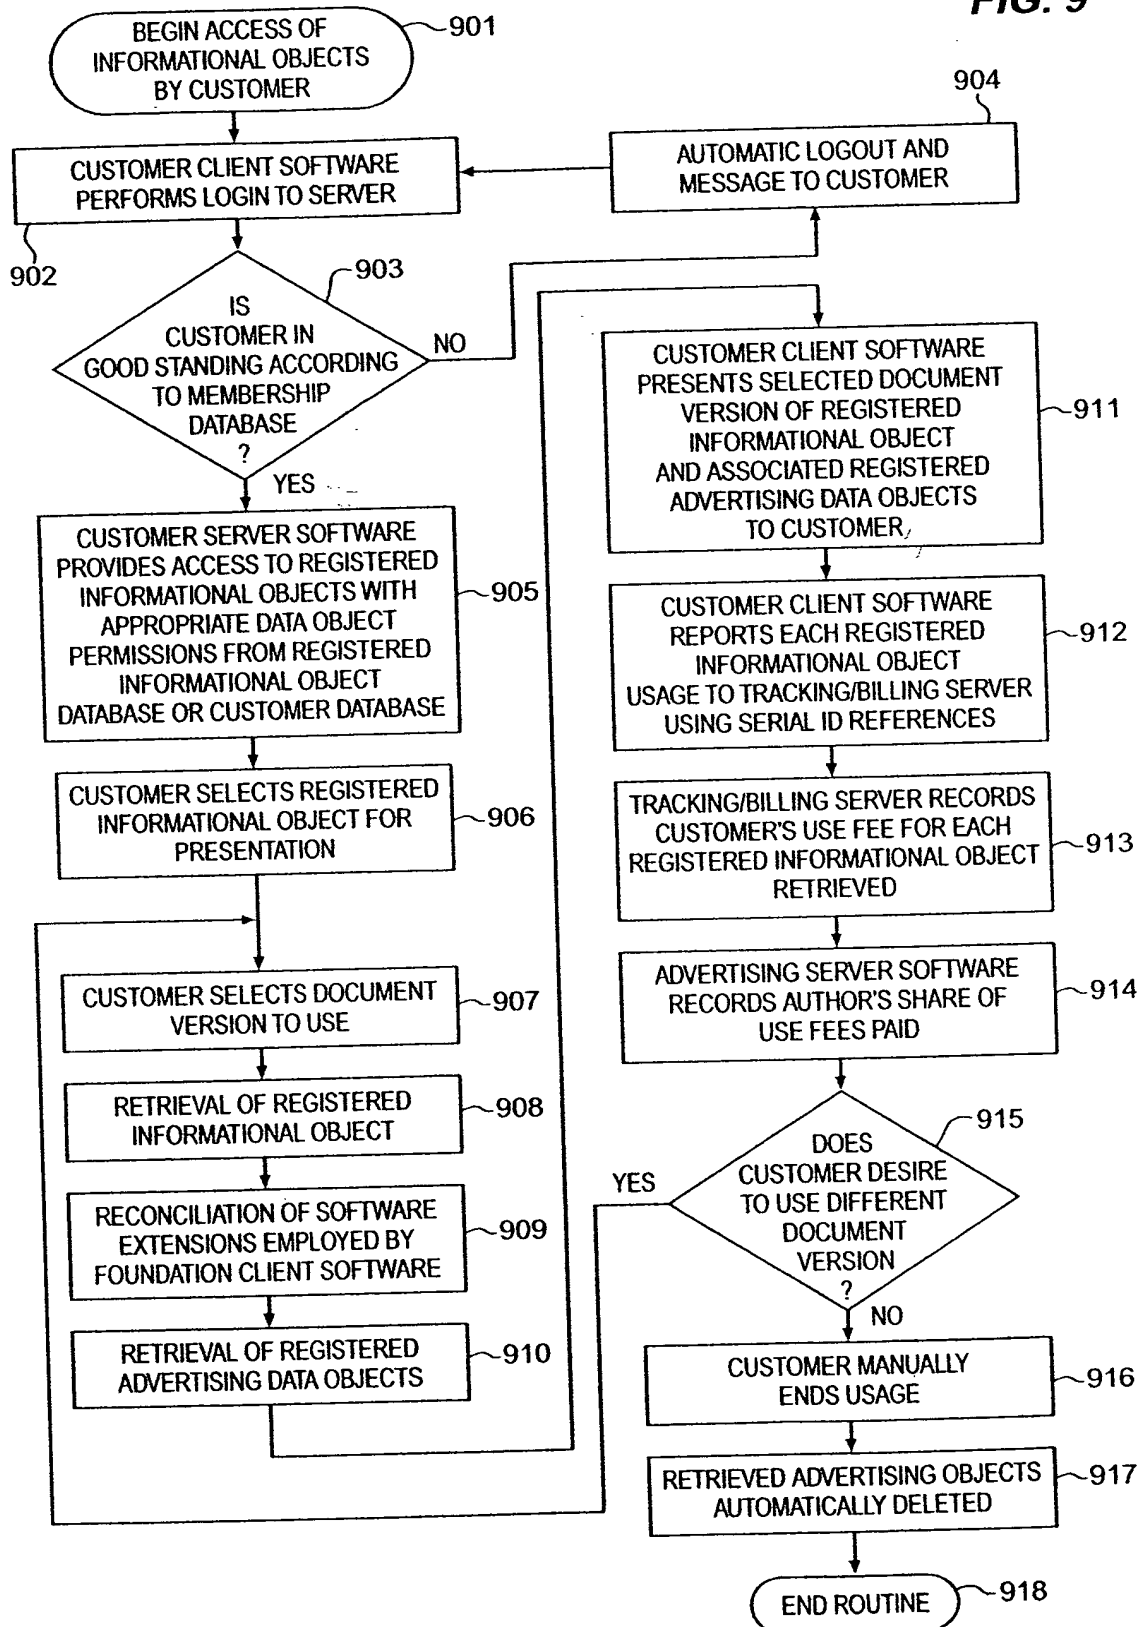 FIG. 9
BEGIN ACCESS OF
INFORMATIONAL OBJECTS
BY CUSTOMER
901
CUSTOMER CLIENT SOFTWARE
PERFORMS LOGIN TO SERVER
902
904
AUTOMATIC LOGOUT AND
MESSAGE TO CUSTOMER
903
IS
CUSTOMER IN
GOOD STANDING ACCORDING
TO MEMBERSHIP
DATABASE
?
NO
YES
CUSTOMER SERVER SOFTWARE
PROVIDES ACCESS TO REGISTERED
INFORMATIONAL OBJECTS WITH
APPROPRIATE DATA OBJECT
PERMISSIONS FROM REGISTERED
INFORMATIONAL OBJECT
DATABASE OR CUSTOMER DATABASE
905
CUSTOMER SELECTS REGISTERED
INFORMATIONAL OBJECT FOR
PRESENTATION
906
CUSTOMER SELECTS DOCUMENT
VERSION TO USE
907
RETRIEVAL OF REGISTERED
INFORMATIONAL OBJECT
908
RECONCILIATION OF SOFTWARE
EXTENSIONS EMPLOYED BY
FOUNDATION CLIENT SOFTWARE
909
RETRIEVAL OF REGISTERED
ADVERTISING DATA OBJECTS
910
CUSTOMER CLIENT SOFTWARE
PRESENTS SELECTED DOCUMENT
VERSION OF REGISTERED
INFORMATIONAL OBJECT
AND ASSOCIATED REGISTERED
ADVERTISING DATA OBJECTS
TO CUSTOMER
911
CUSTOMER CLIENT SOFTWARE
REPORTS EACH REGISTERED
INFORMATIONAL OBJECT
USAGE TO TRACKING/BILLING SERVER
USING SERIAL ID REFERENCES
912
TRACKING/BILLING SERVER RECORDS
CUSTOMER'S USE FEE FOR EACH
REGISTERED INFORMATIONAL OBJECT
RETRIEVED
913
ADVERTISING SERVER SOFTWARE
RECORDS AUTHOR'S SHARE OF
USE FEES PAID
914
915
DOES
CUSTOMER DESIRE
TO USE DIFFERENT
DOCUMENT
VERSION
?
YES
NO
CUSTOMER MANUALLY
ENDS USAGE
916
RETRIEVED ADVERTISING OBJECTS
AUTOMATICALLY DELETED
917
END ROUTINE
918